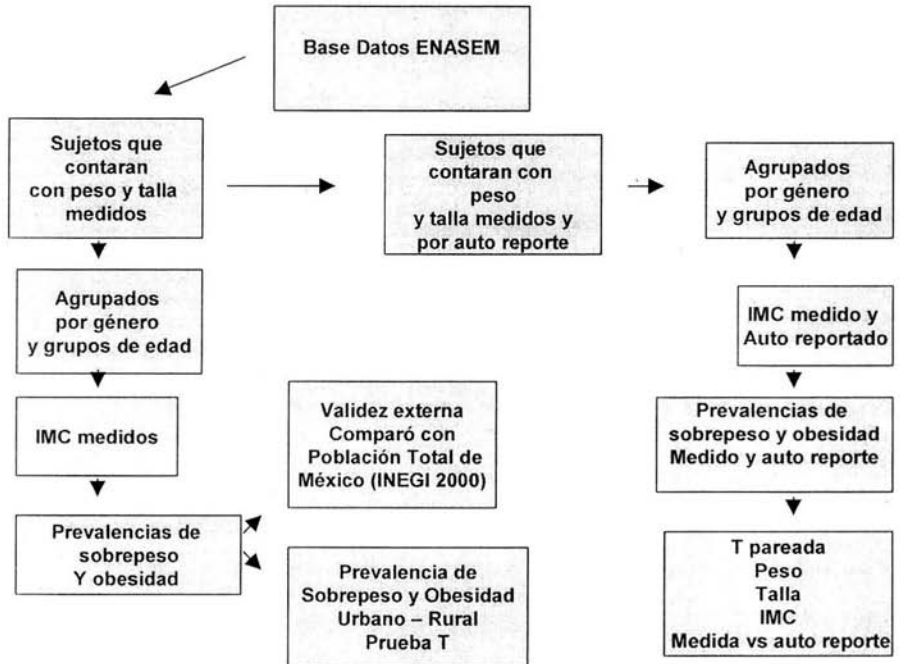 Base Datos ENASEM
Sujetos que
contaran
con peso y talla
medidos
Sujetos que
contaran con
peso
y talla medidos y
por auto reporte
Agrupados
por género
y grupos de edad
Agrupados
por género
y grupos de edad
IMC medido y
Auto reportado
IMC medidos
Validez externa
Comparó con
Población Total de
México (INEGI 2000)
Prevalencias de
sobrepeso y obesidad
Medido y auto reporte
Prevalencias de
sobrepeso
Y obesidad
Prevalencia de
Sobrepeso y Obesidad
Urbano – Rural
Prueba T
T pareada
Peso
Talla
IMC
Medida vs auto reporte